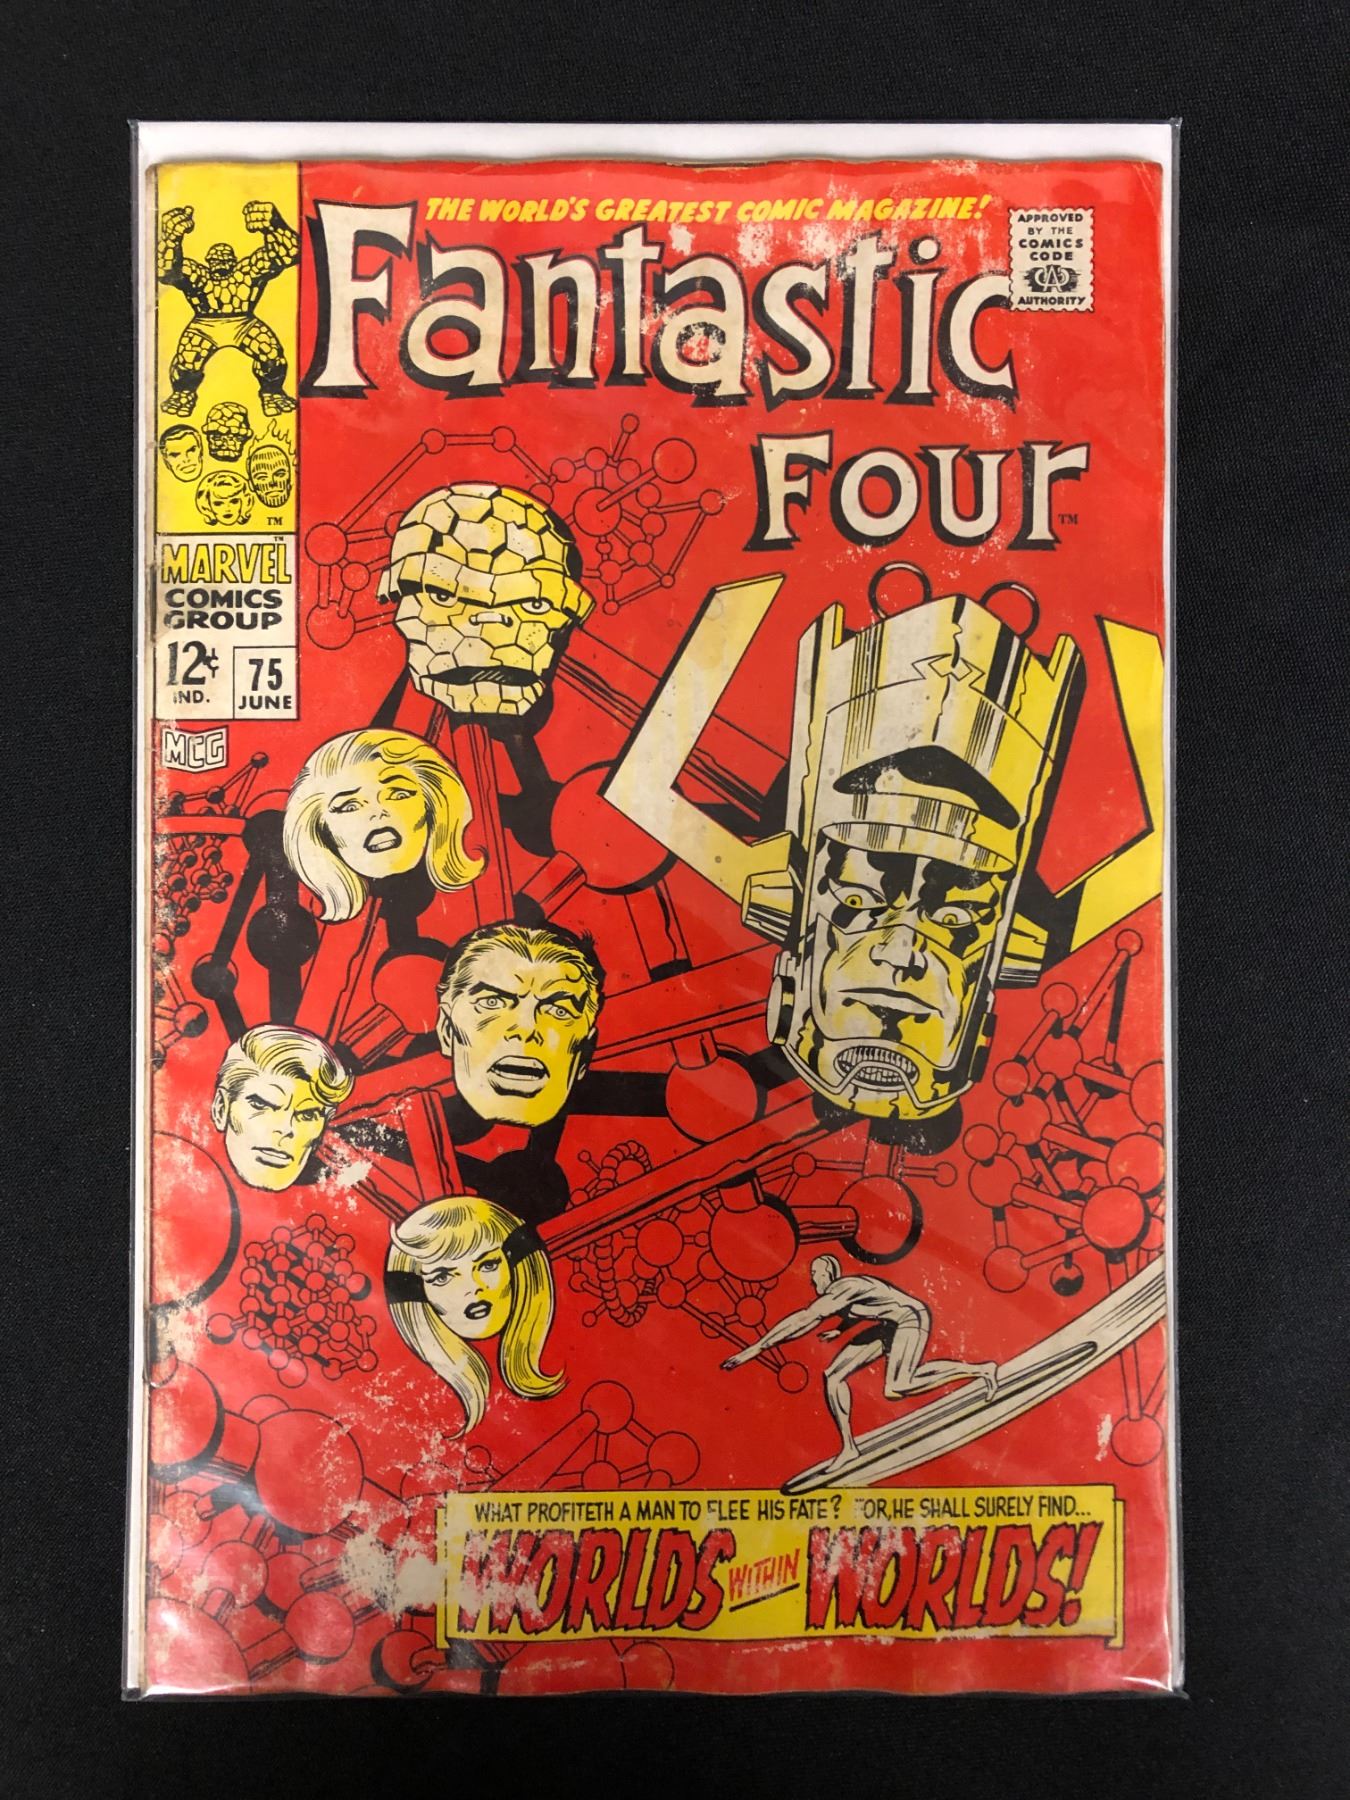 THE WORLD'S GREATEST COMIC MAGAZINE!
Fantastic
Four
TM
APPROVED
BY THE
COMICS
CODE
CA
AUTHORITY
TM
MARVEL
TM
COMICS
GROUP
12¢
IND.
75
JUNE
MCG
WHAT PROFITETH A MAN TO FLEE HIS FATE? FOR, HE SHALL SURELY FIND...
WORLDS WITHIN WORLDS!